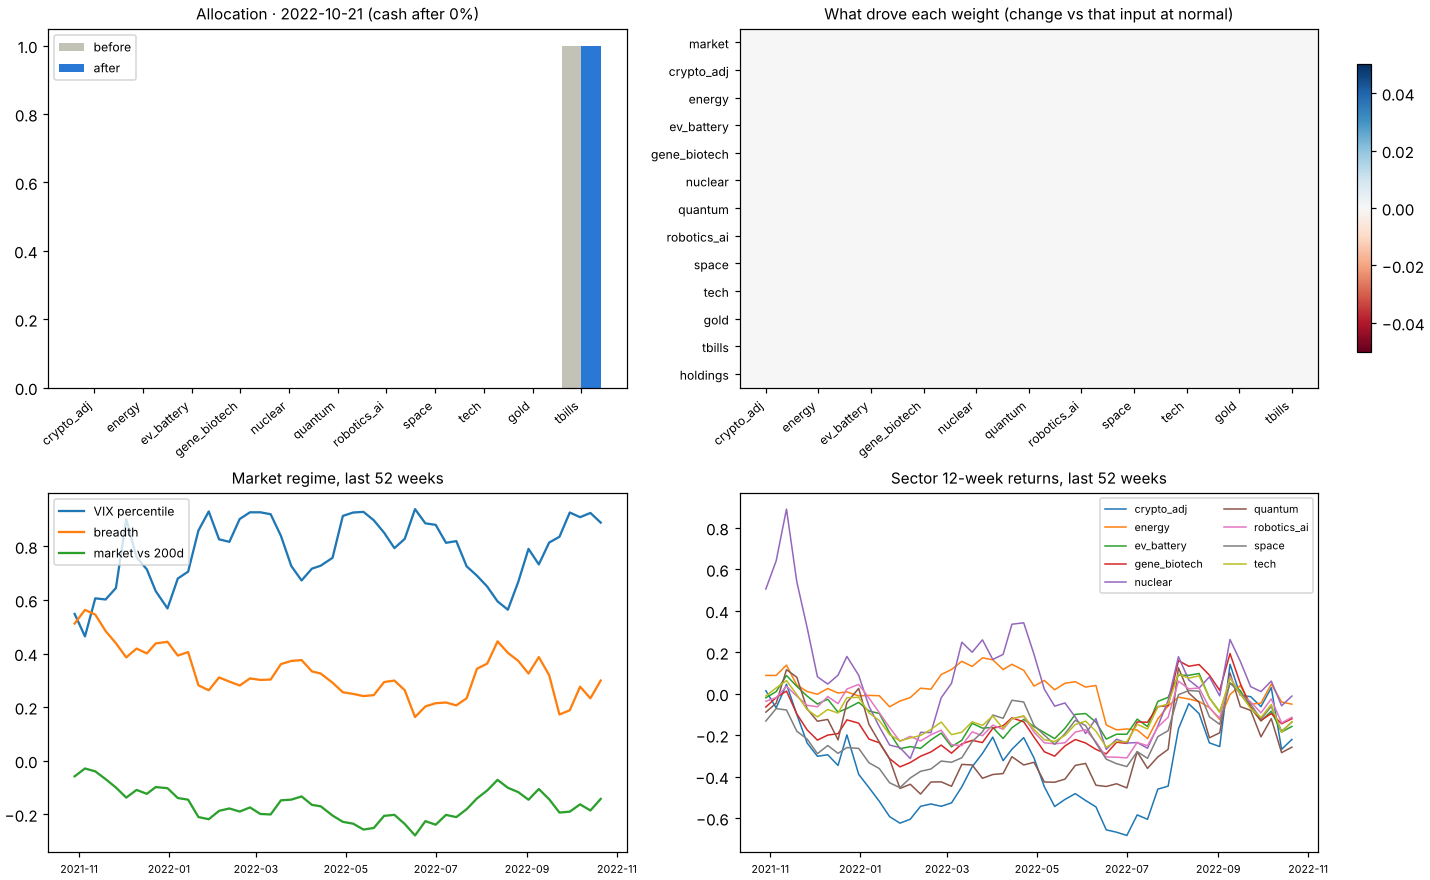 Allocation · 2022-10-21 (cash after 0%)
before
after
1.0
0.8
0.6
0.4
0.2
0.0
crypto_adj
energy
ev_battery
gene_biotech
nuclear
quantum
robotics_ai
space
tech
gold
tbills
What drove each weight (change vs that input at normal)
market
crypto_adj
energy
ev_battery
gene_biotech
nuclear
quantum
robotics_ai
space
tech
gold
tbills
holdings
crypto_adj
energy
ev_battery
gene_biotech
nuclear
quantum
robotics_ai
space
tech
gold
tbills
0.04
0.02
0.00
−0.02
−0.04
Market regime, last 52 weeks
VIX percentile
breadth
market vs 200d
0.8
0.6
0.4
0.2
0.0
−0.2
2021-11
2022-01
2022-03
2022-05
2022-07
2022-09
2022-11
Sector 12-week returns, last 52 weeks
crypto_adj
energy
ev_battery
gene_biotech
nuclear
quantum
robotics_ai
space
tech
0.8
0.6
0.4
0.2
0.0
−0.2
−0.4
−0.6
2021-11
2022-01
2022-03
2022-05
2022-07
2022-09
2022-11